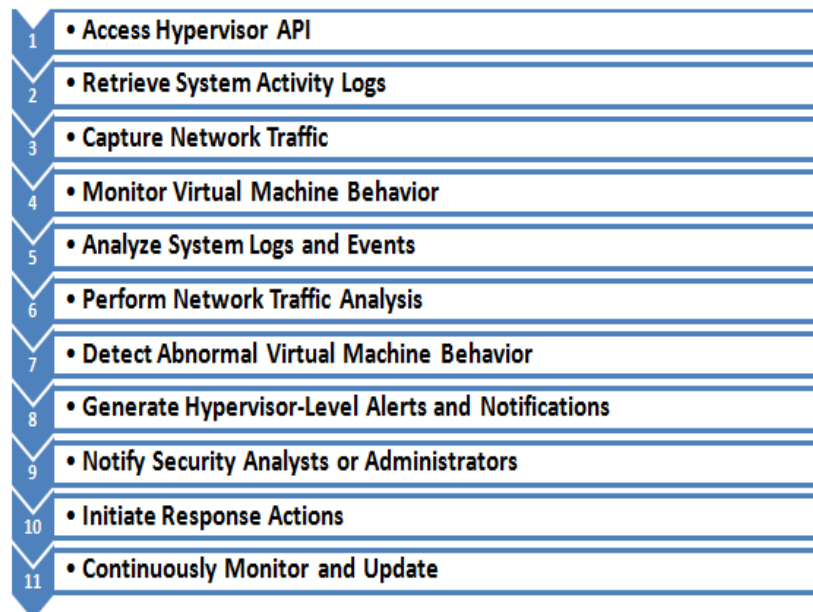 1 • Access Hypervisor API
2 • Retrieve System Activity Logs
3 • Capture Network Traffic
4 • Monitor Virtual Machine Behavior
5 • Analyze System Logs and Events
6 • Perform Network Traffic Analysis
7 • Detect Abnormal Virtual Machine Behavior
8 • Generate Hypervisor-Level Alerts and Notifications
9 • Notify Security Analysts or Administrators
10 • Initiate Response Actions
11 • Continuously Monitor and Update